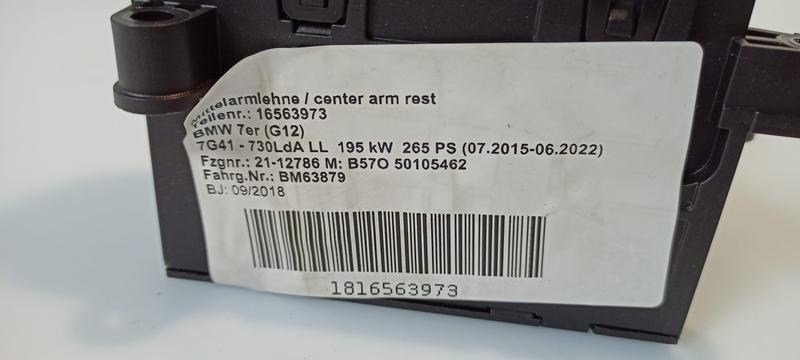 Mittelarmlehne / center arm rest
Teilenr.: 16563973
BMW 7er (G12)
7G41 - 730LdA LL 195 kW 265 PS (07.2015-06.2022)
Fzgnr.: 21-12786 M: B57O 50105462
Fahrg.Nr.: BM63879
BJ: 09/2018
1816563973